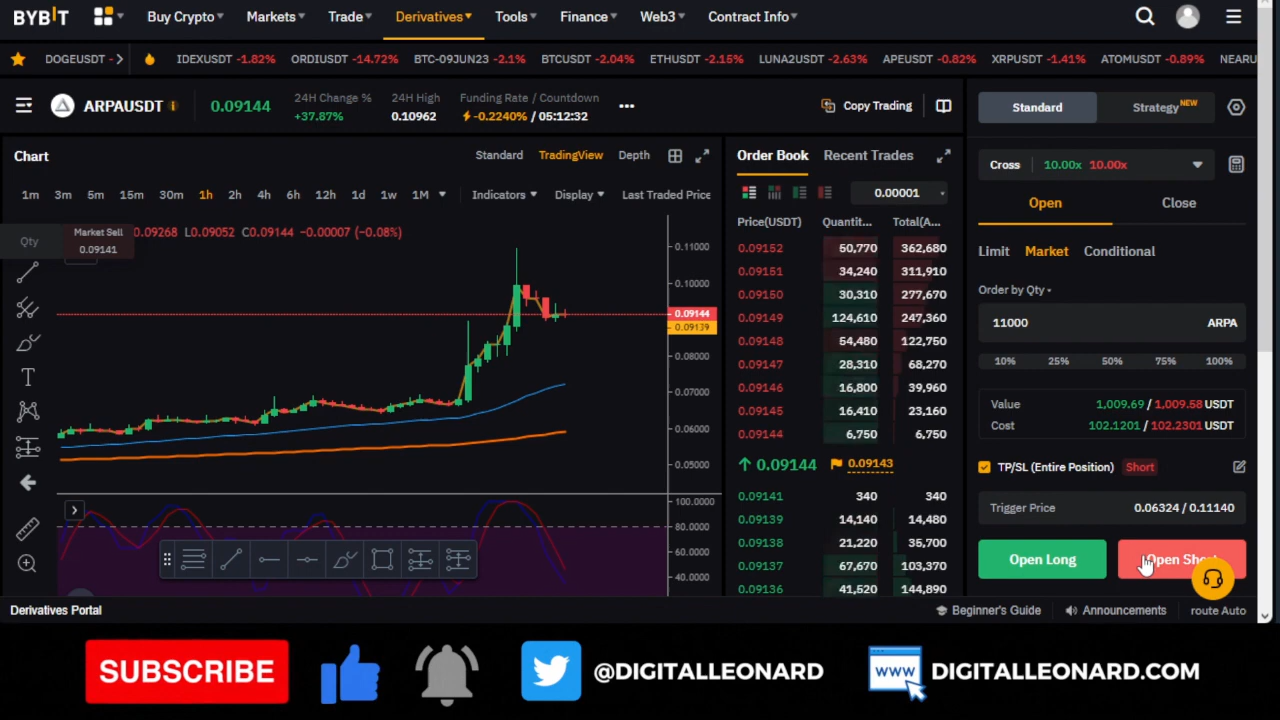 BYBIT Buy Crypto Markets Trade Derivatives Tools Finance Web3 Contract Info
DOGEUSDT - IDEXUSDT -1.82% ORDIUSDT -14.72% BTC-09JUN23 -2.1% BTCUSDT -2.04% ETHUSDT -2.15% LUNA2USDT -2.63% APEUSDT -0.82% XRPUSDT -1.41% ATOMUSDT -0.89% NEARU
ARPAUSDT 0.09144
24H Change %
+37.87%
24H High
0.10962
Funding Rate / Countdown
-0.2240% / 05:12:32
Copy Trading
Chart Standard TradingView Depth
1m 3m 5m 15m 30m 1h 2h 4h 6h 12h 1d 1w 1M Indicators Display Last Traded Price
Qty
Market Sell
0.09141
0.09268 L0.09052 C0.09144 -0.00007 (-0.08%)
0.11000
0.10000
0.09144
0.09139
0.08000
0.07000
0.06000
0.05000
100.0000
80.0000
60.0000
40.0000
Order Book Recent Trades
0.00001
Price(USDT) Quantit... Total(A...
0.09152 50,770 362,680
0.09151 34,240 311,910
0.09150 30,310 277,670
0.09149 124,610 247,360
0.09148 54,480 122,750
0.09147 28,310 68,270
0.09146 16,800 39,960
0.09145 16,410 23,160
0.09144 6,750 6,750
0.09144 0.09143
0.09141 340 340
0.09139 14,140 14,480
0.09138 21,220 35,700
0.09137 67,670 103,370
0.09136 41,520 144,890
Standard Strategy NEW
Cross 10.00x 10.00x
Open Close
Limit Market Conditional
Order by Qty
11000 ARPA
10% 25% 50% 75% 100%
Value 1,009.69 / 1,009.58 USDT
Cost 102.1201 / 102.2301 USDT
TP/SL (Entire Position) Short
Trigger Price 0.06324 / 0.11140
Open Long Open Short
Derivatives Portal Beginner's Guide Announcements route Auto
SUBSCRIBE @DIGITALLEONARD WWW DIGITALLEONARD.COM